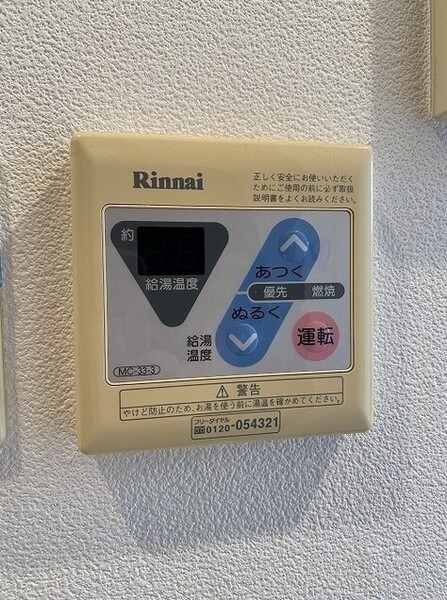 Rinnai
正しく安全にお使いいただく
ためにご使用の前に必ず取扱
説明書をよくお読みください。
約
給湯温度
あつく
優先 燃焼
ぬるく
給湯
温度
運転
MC-33-3
警告
やけど防止のため、お湯を使う前に湯温を確かめてください。
フリーダイヤル
0120-054321